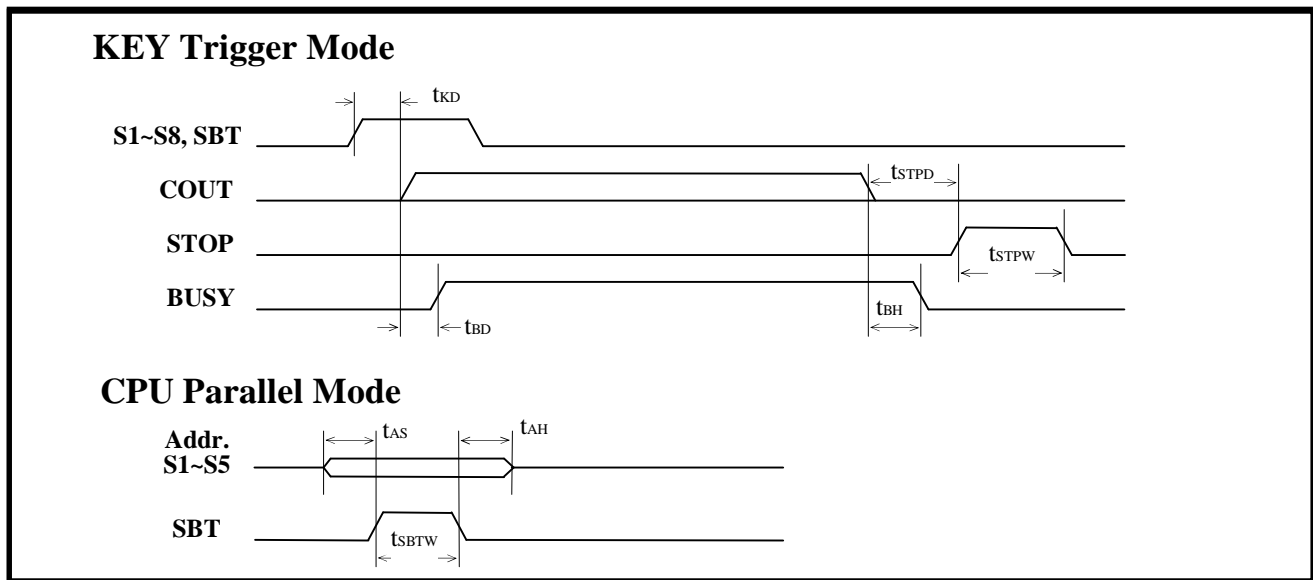 KEY Trigger Mode
tKD
S1~S8, SBT
COUT
tSTPD
STOP
tSTPW
BUSY
tBD
tBH
CPU Parallel Mode
tAS
tAH
Addr.
S1~S5
SBT
tSBTW